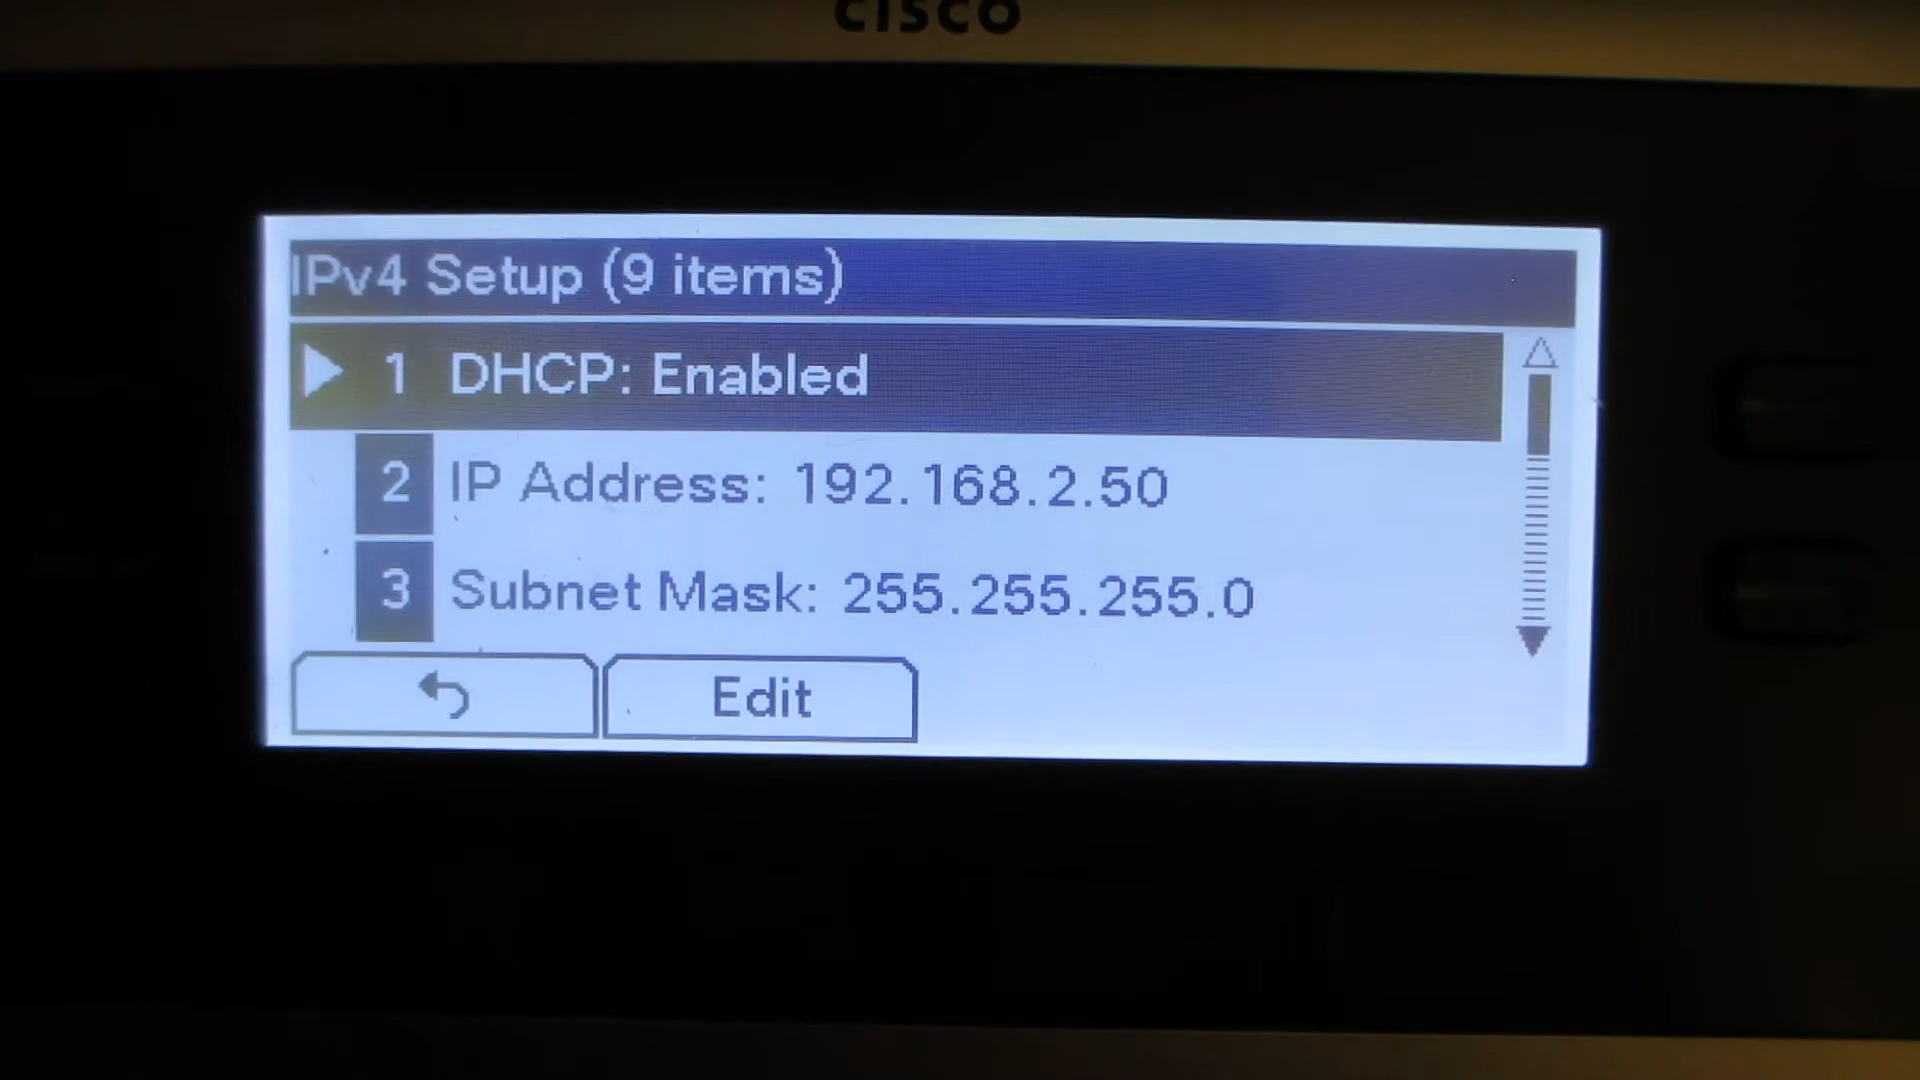 CISCO
IPv4 Setup (9 items)
1 DHCP: Enabled
2 IP Address: 192.168.2.50
3 Subnet Mask: 255.255.255.0
Edit